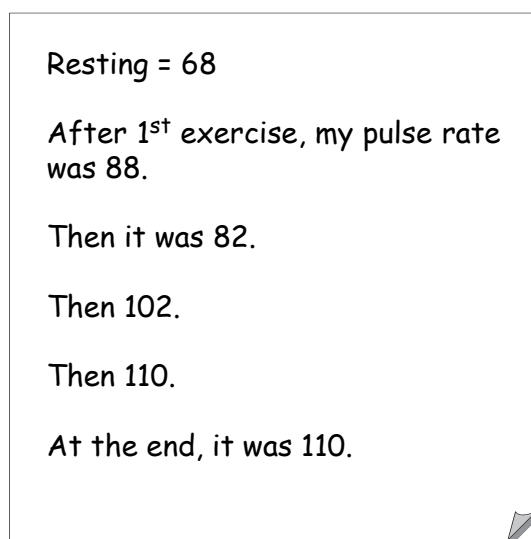 Resting = 68
After 1st exercise, my pulse rate
was 88.
Then it was 82.
Then 102.
Then 110.
At the end, it was 110.